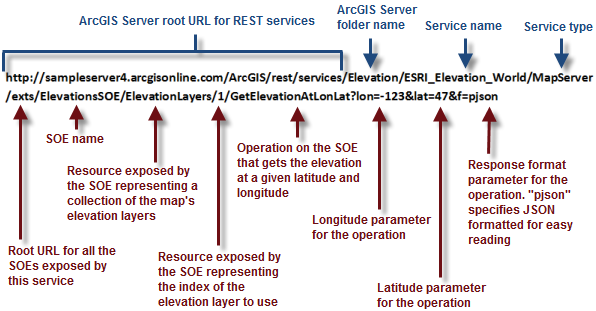 ArcGIS Server root URL for REST services
ArcGIS Server
folder name
Service name
Service type
http://sampleserver4.arcgisonline.com/ArcGIS/rest/services/Elevation/ESRI_Elevation_World/MapServer
/exts/ElevationsSOE/ElevationLayers/1/GetElevationAtLonLat?lon=-123&lat=47&f=pjson
SOE name
Resource exposed by
the SOE representing a
collection of the map's
elevation layers
Operation on the SOE
that gets the elevation
at a given latitude and
longitude
Response format
parameter for the
operation. "pjson"
specifies JSON
formatted for easy
reading
Longitude parameter
for the operation
Root URL for all the
SOEs exposed by
this service
Resource exposed by
the SOE representing
the index of the
elevation layer to use
Latitude parameter
for the operation